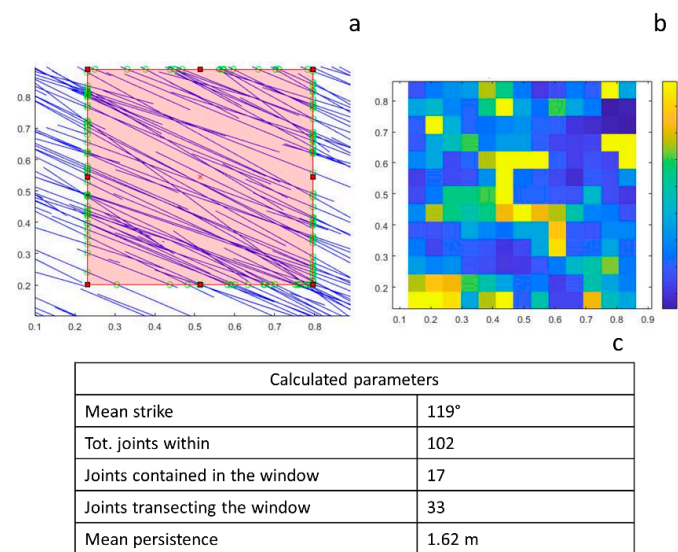 a
b
0.8
0.7
0.6
0.5
0.4
0.3
0.2
0.1 0.2 0.3 0.4 0.5 0.6 0.7 0.8
0.8
0.7
0.6
0.5
0.4
0.3
0.2
0.1 0.2 0.3 0.4 0.5 0.6 0.7 0.8 0.9
c
Calculated parameters
Mean strike 119°
Tot. joints within 102
Joints contained in the window 17
Joints transecting the window 33
Mean persistence 1.62 m